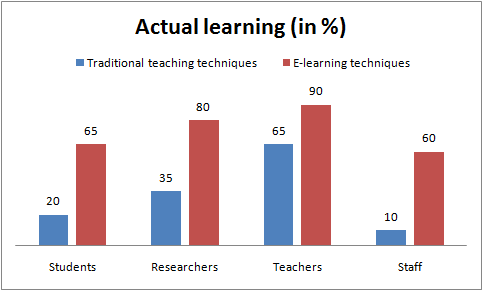 Actual learning (in %)
Traditional teaching techniques E-learning techniques
90
80
65 65
60
35
20
10
Students Researchers Teachers Staff